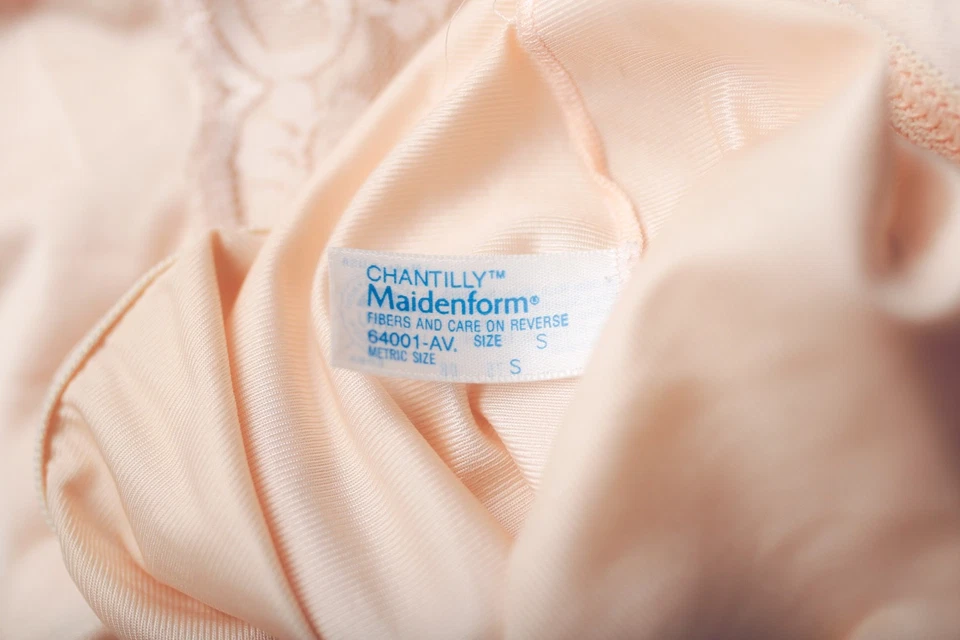 CHANTILLY™
Maidenform®
FIBERS AND CARE ON REVERSE
64001-AV. SIZE S
METRIC SIZE S